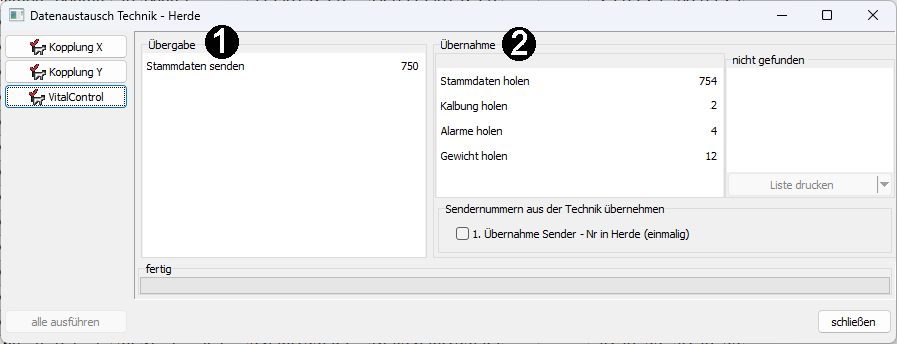 Datenaustausch Technik - Herde
Kopplung X
Kopplung Y
VitalControl
alle ausführen
Übergabe 1
Stammdaten senden 750
Übernahme 2
Stammdaten holen 754
Kalbung holen 2
Alarme holen 4
Gewicht holen 12
nicht gefunden
Liste drucken
Sendernummern aus der Technik übernehmen
1. Übernahme Sender - Nr in Herde (einmalig)
fertig
schließen